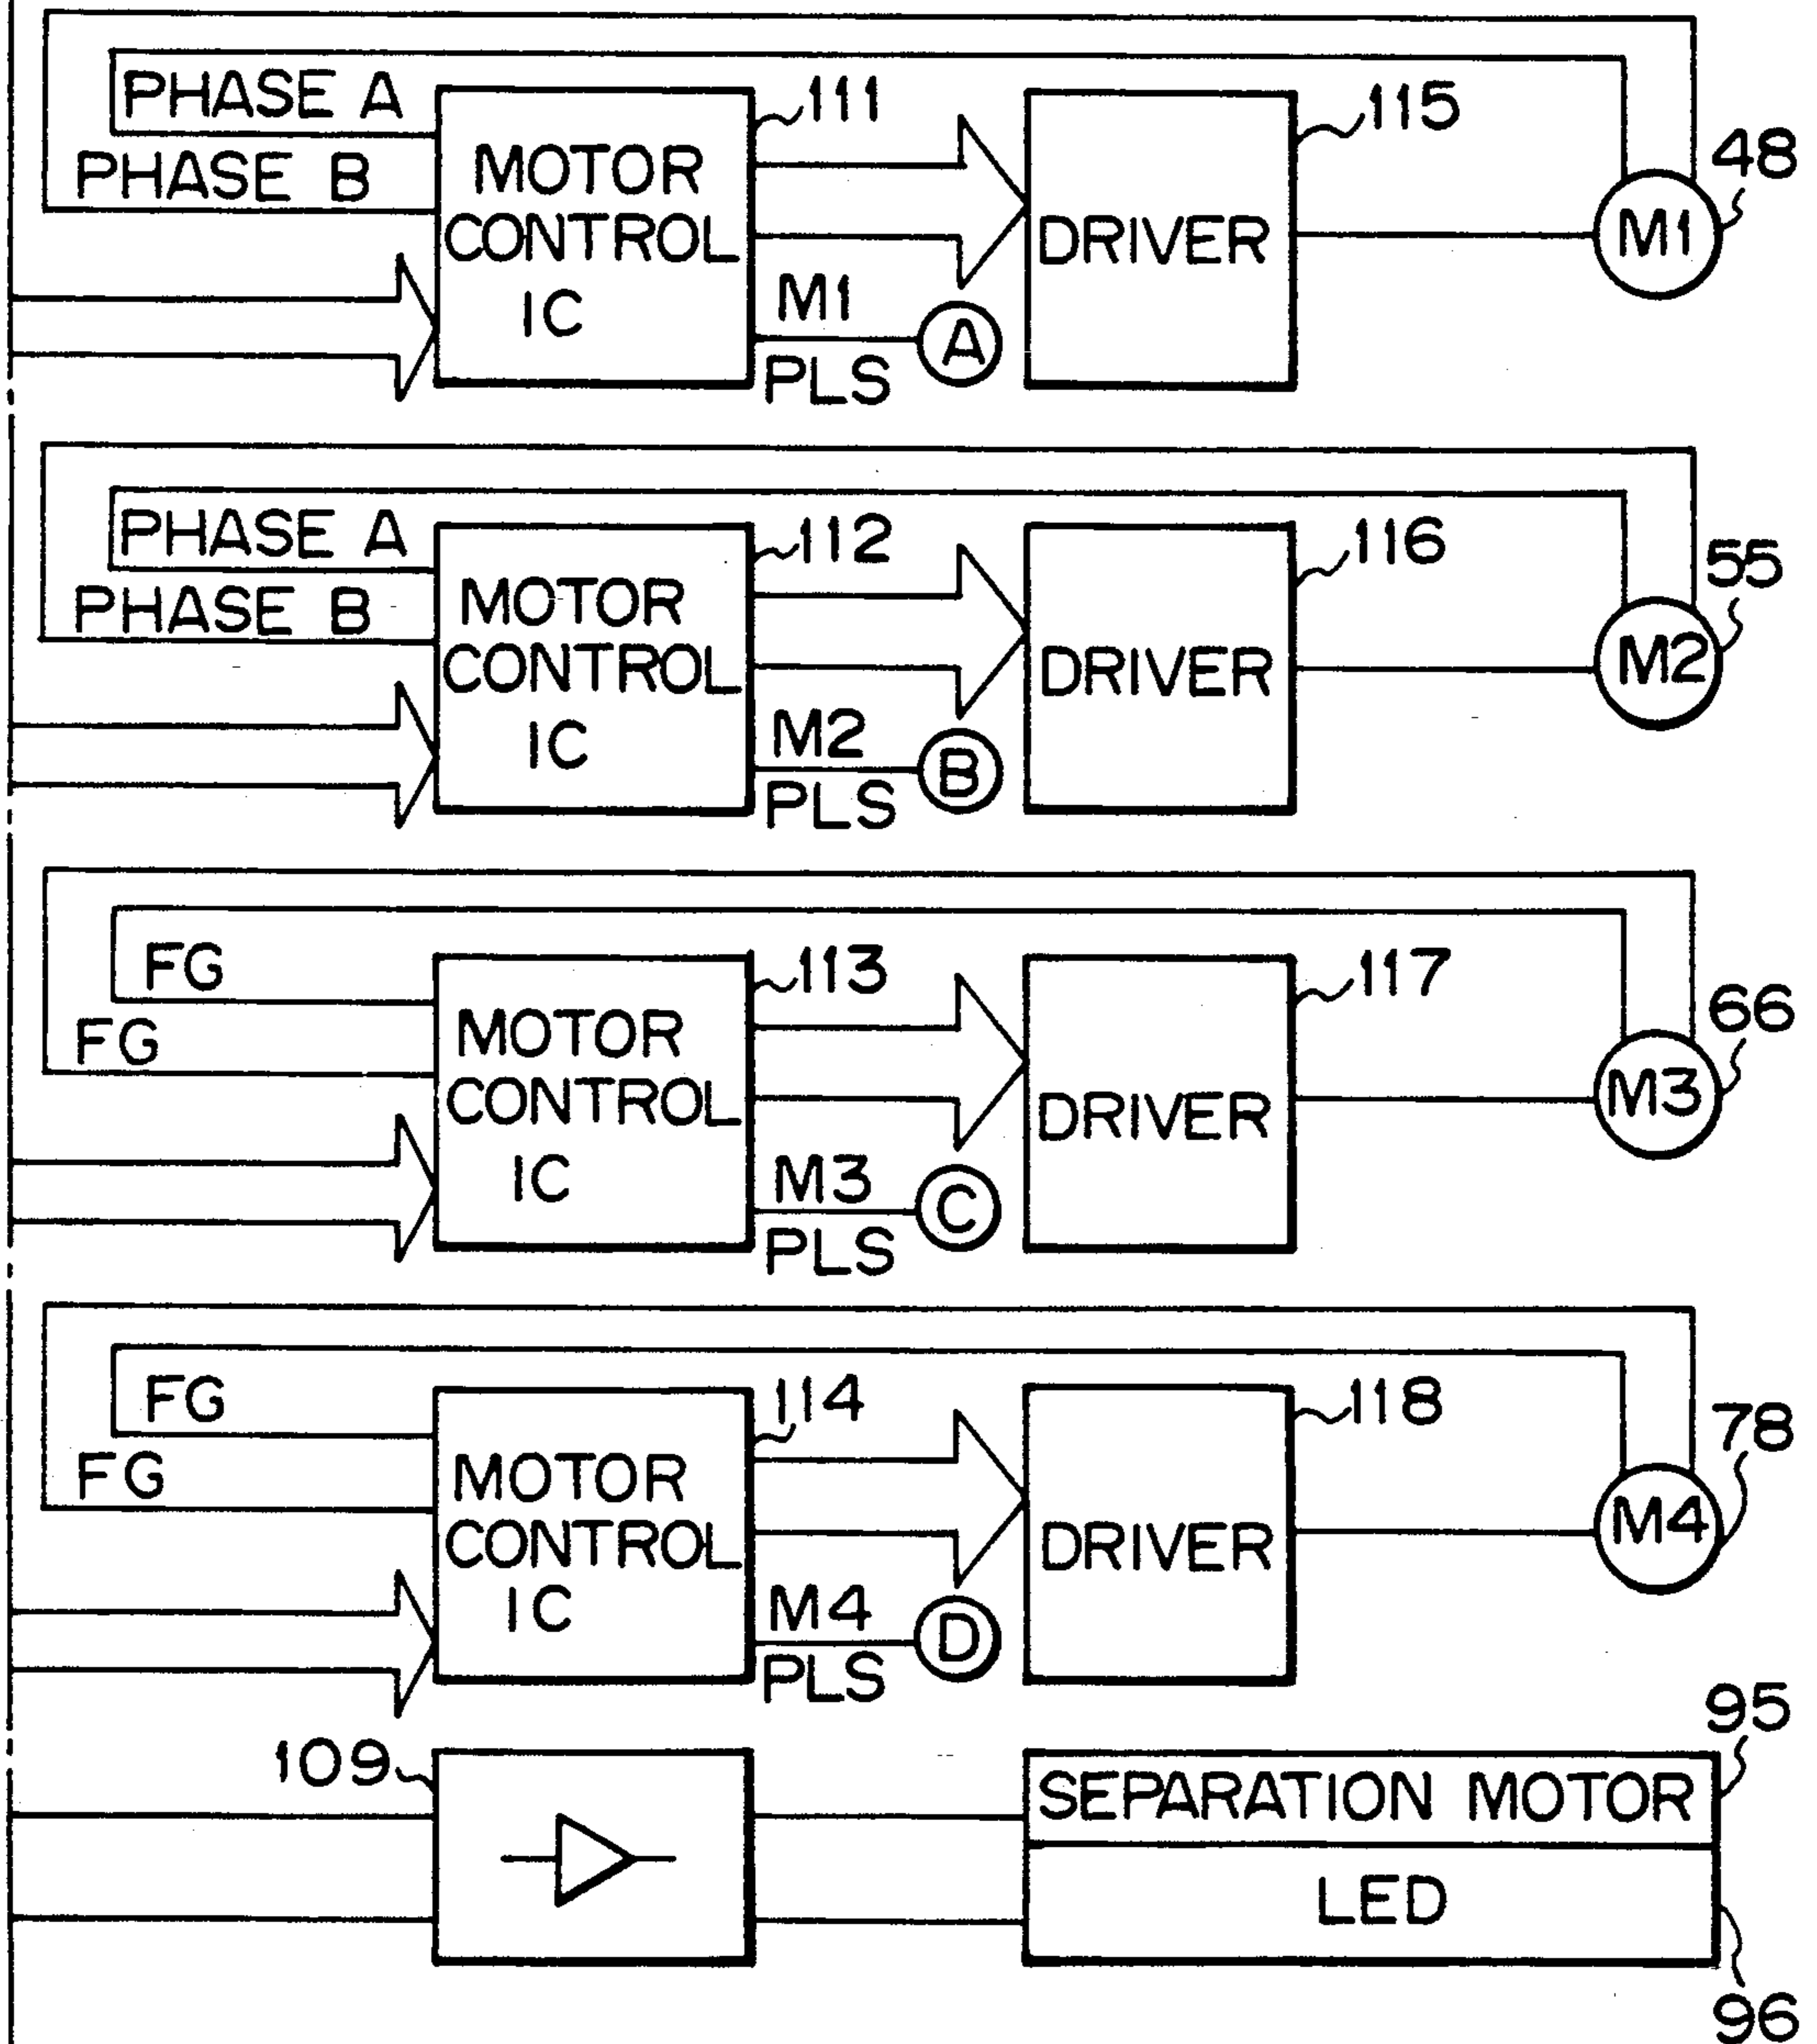 PHASE A
PHASE B
MOTOR
CONTROL
IC
111
M1
PLS
A
DRIVER
115
M1
48
PHASE A
PHASE B
MOTOR
CONTROL
IC
112
M2
PLS
B
DRIVER
116
M2
55
FG
FG
MOTOR
CONTROL
IC
113
M3
PLS
C
DRIVER
117
M3
66
FG
FG
MOTOR
CONTROL
IC
114
M4
PLS
D
DRIVER
118
M4
78
109
SEPARATION MOTOR
95
LED
96